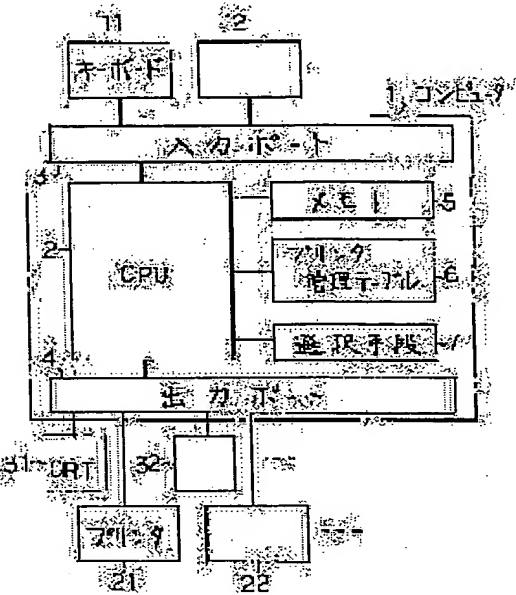 11
12
キーボード
1 コンピュータ
入力ポート
3
メモリ
5
2
CPU
プリンタ
管理テーブル
6
選択手段
7
4
出力ポート
31
CRT
32
プリンタ
21
22